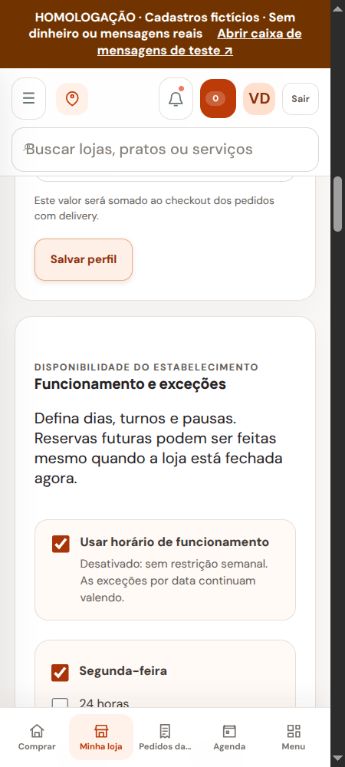 HOMOLOGAÇÃO · Cadastros fictícios · Sem
dinheiro ou mensagens reais Abrir caixa de
mensagens de teste ↗
0
VD
Sair
Buscar lojas, pratos ou serviços
Este valor será somado ao checkout dos pedidos
com delivery.
Salvar perfil
DISPONIBILIDADE DO ESTABELECIMENTO
Funcionamento e exceções
Defina dias, turnos e pausas.
Reservas futuras podem ser feitas
mesmo quando a loja está fechada
agora.
Usar horário de funcionamento
Desativado: sem restrição semanal.
As exceções por data continuam
valendo.
Segunda-feira
24 horas
Comprar
Minha loja
Pedidos da...
Agenda
Menu